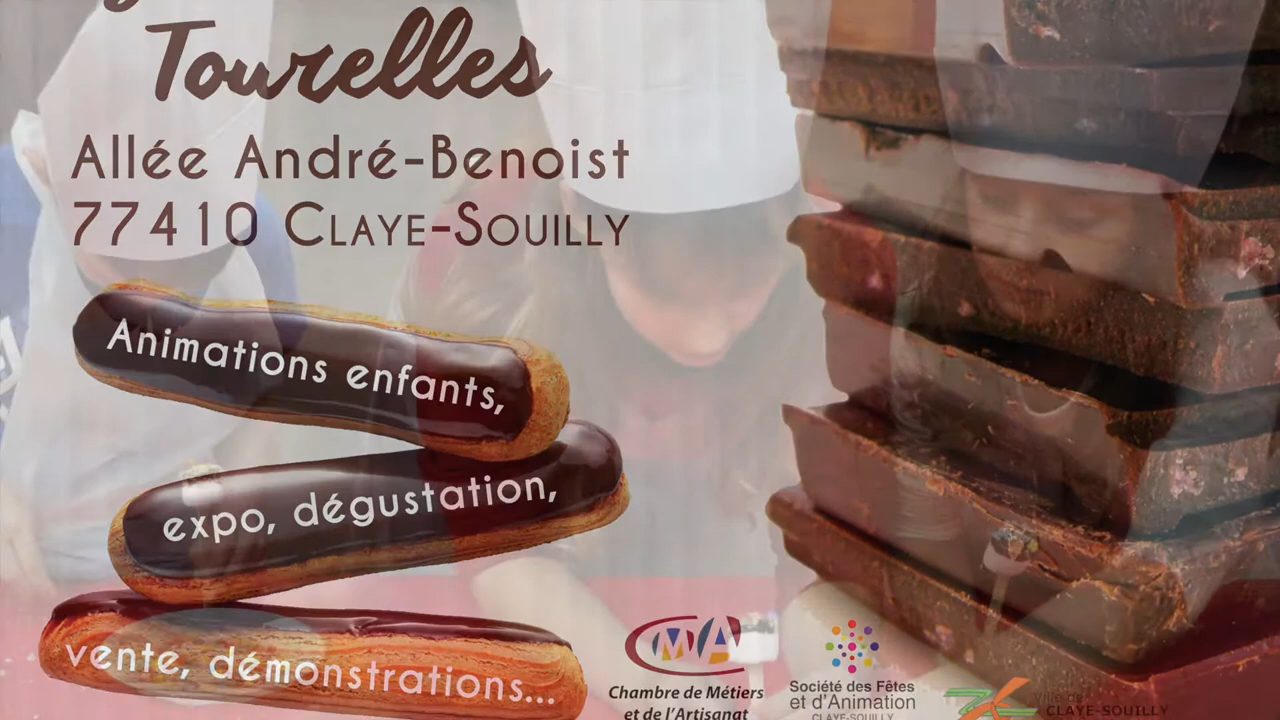 Tourelles
Allée André-Benoist
77410 CLAYE-SOUILLY
Animations enfants,
expo, dégustation,
vente, démonstrations...
CMA
Chambre de Métiers
et de l'Artisanat
Société des Fêtes
et d'Animation
CLAYE-SOUILLY
Ville de
CLAYE-SOUILLY